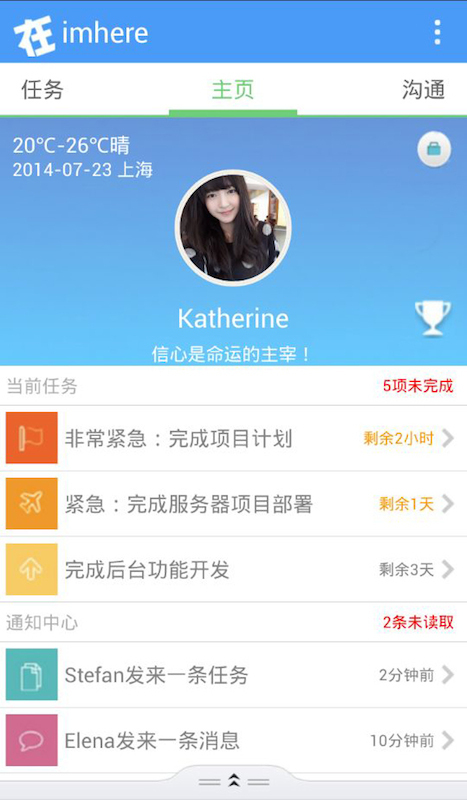 在 imhere
任务 主页 沟通
20℃-26℃晴
2014-07-23 上海
Katherine
信心是命运的主宰！
当前任务 5项未完成
非常紧急：完成项目计划 剩余2小时
紧急：完成服务器项目部署 剩余1天
完成后台功能开发 剩余3天
通知中心 2条未读取
Stefan发来一条任务 2分钟前
Elena发来一条消息 10分钟前